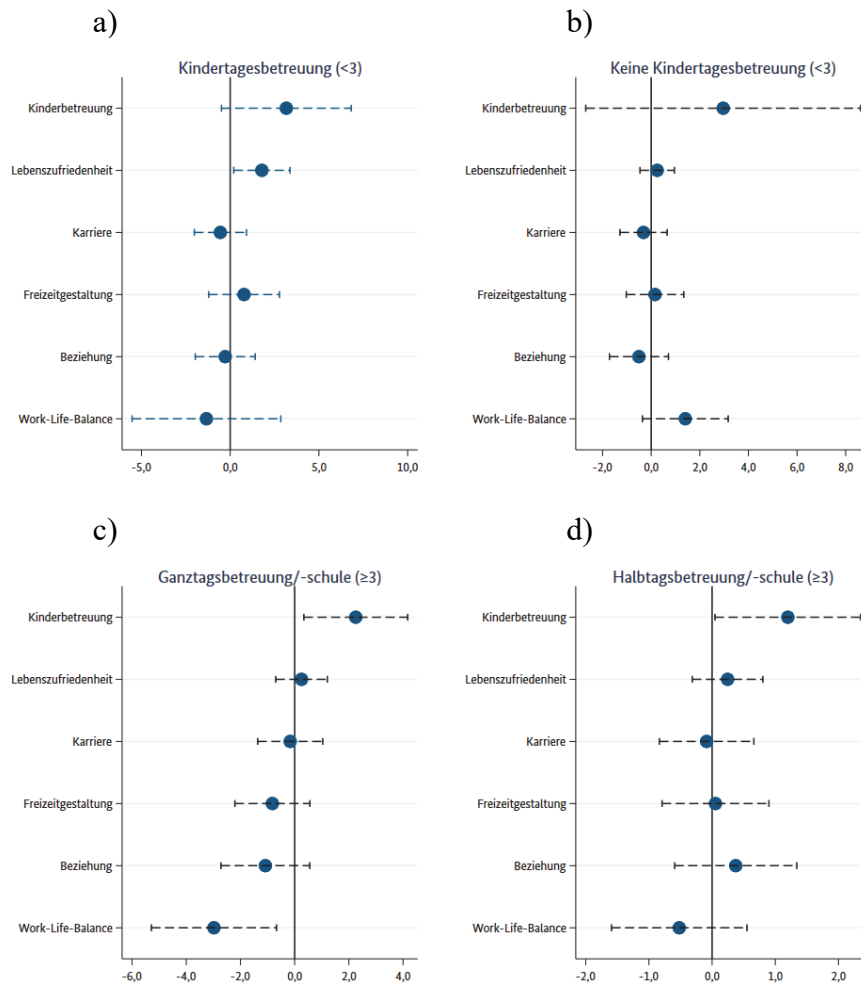 a)
Kindertagesbetreuung (<3)
Kinderbetreuung
Lebenszufriedenheit
Karriere
Freizeitgestaltung
Beziehung
Work-Life-Balance
-5,0 0,0 5,0 10,0
b)
Keine Kindertagesbetreuung (<3)
Kinderbetreuung
Lebenszufriedenheit
Karriere
Freizeitgestaltung
Beziehung
Work-Life-Balance
-2,0 0,0 2,0 4,0 6,0 8,0
c)
Ganztagsbetreuung/-schule (≥3)
Kinderbetreuung
Lebenszufriedenheit
Karriere
Freizeitgestaltung
Beziehung
Work-Life-Balance
-6,0 -4,0 -2,0 0,0 2,0 4,0
d)
Halbtagsbetreuung/-schule (≥3)
Kinderbetreuung
Lebenszufriedenheit
Karriere
Freizeitgestaltung
Beziehung
Work-Life-Balance
-2,0 -1,0 0,0 1,0 2,0